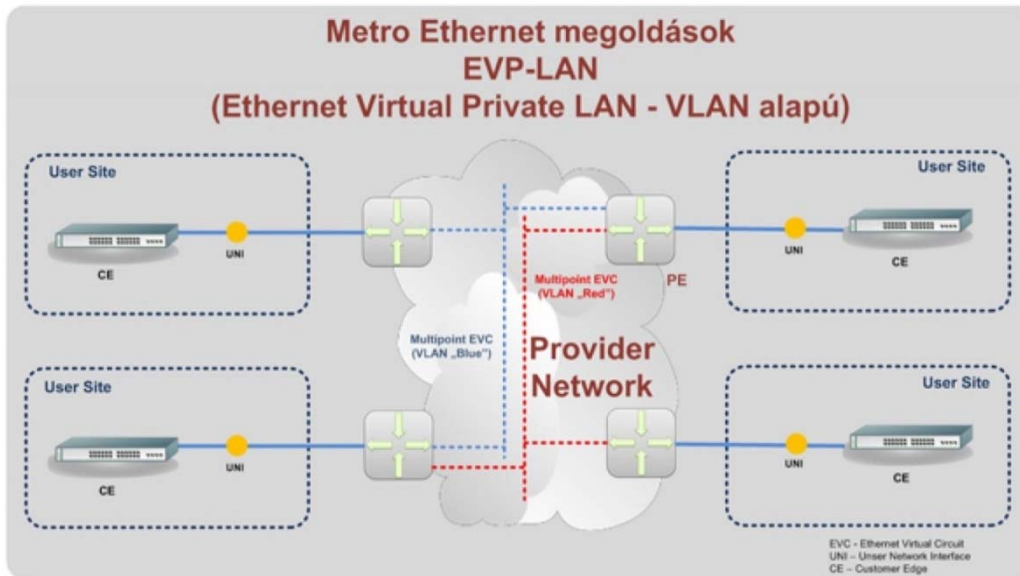 Metro Ethernet megoldások
EVP-LAN
(Ethernet Virtual Private LAN - VLAN alapú)
User Site
CE
UNI
User Site
UNI
CE
PE
Multipoint EVC
(VLAN „Red”)
Multipoint EVC
(VLAN „Blue”)
Provider
Network
User Site
CE
UNI
User Site
UNI
CE
EVC - Ethernet Virtual Circuit
UNI – Unser Network Interface
CE – Customer Edge